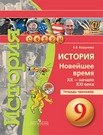 ИСТОРИЯ
Новейшее
время
XX — начало
XXI века
Тетрадь-тренажёр
9